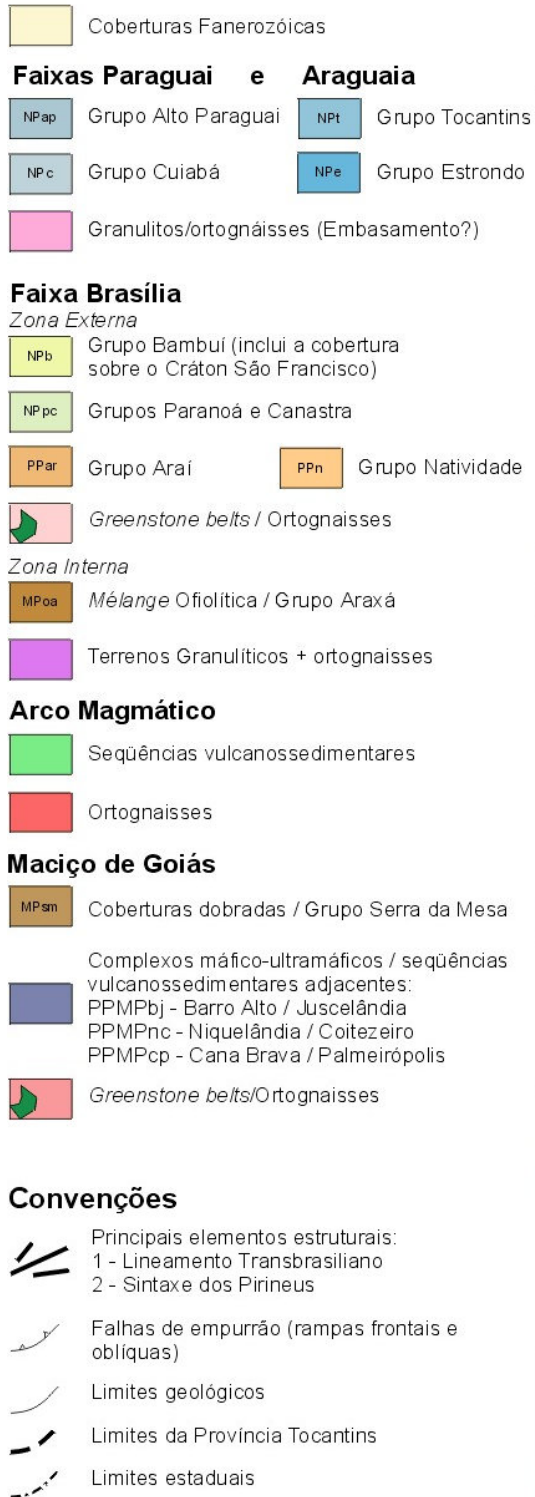 Coberturas Fanerozóicas
Faixas Paraguai e Araguaia
NPap Grupo Alto Paraguai NPt Grupo Tocantins
NPc Grupo Cuiabá NPe Grupo Estrondo
Granulitos/ortognáisses (Embasamento?)
Faixa Brasília
Zona Externa
NPb Grupo Bambuí (inclui a cobertura
sobre o Cráton São Francisco)
NPpc Grupos Paranoá e Canastra
PPar Grupo Araí PPn Grupo Natividade
Greenstone belts / Ortognaisses
Zona Interna
MPoa Mélange Ofiolítica / Grupo Araxá
Terrenos Granulíticos + ortognaisses
Arco Magmático
Seqüências vulcanossedimentares
Ortognaisses
Maciço de Goiás
MPsm Coberturas dobradas / Grupo Serra da Mesa
Complexos máfico-ultramáficos / seqüências
vulcanossedimentares adjacentes:
PPMPbj - Barro Alto / Juscelândia
PPMPnc - Niquelândia / Coitezeiro
PPMPcp - Cana Brava / Palmeirópolis
Greenstone belts/Ortognaisses
Convenções
Principais elementos estruturais:
1 - Lineamento Transbrasiliano
2 - Sintaxe dos Pirineus
Falhas de empurrão (rampas frontais e
oblíquas)
Limites geológicos
Limites da Província Tocantins
Limites estaduais